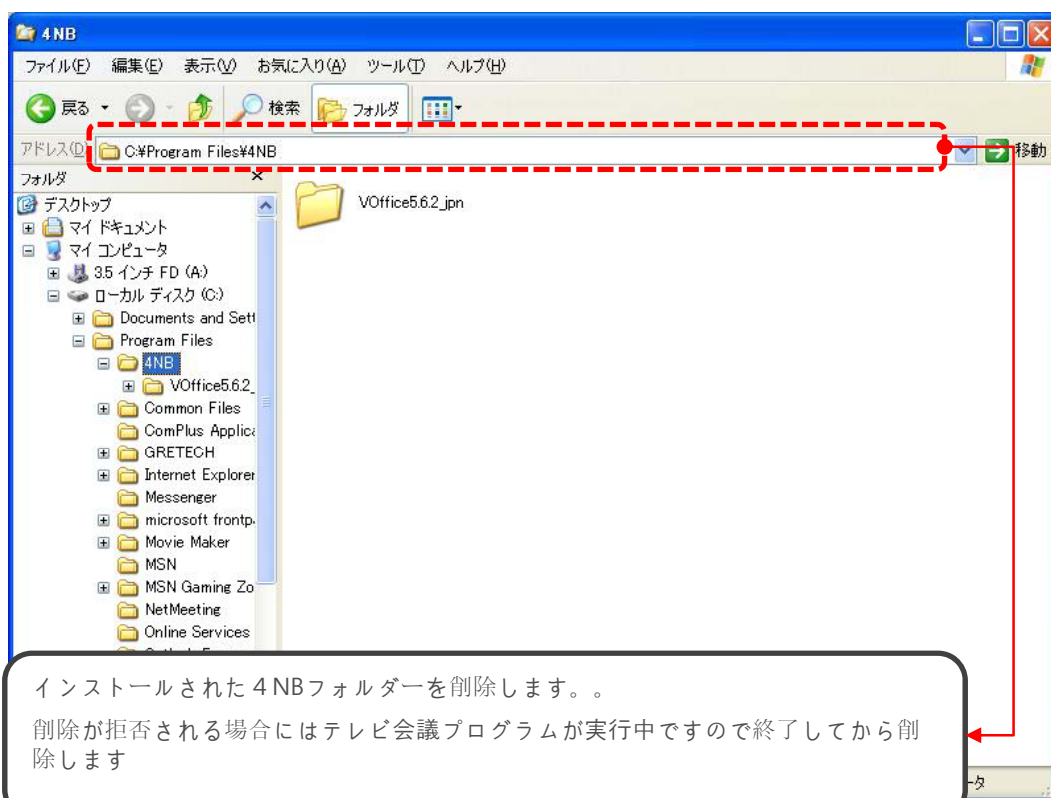 4NB
ファイル(F) 編集(E) 表示(V) お気に入り(A) ツール(T) ヘルプ(H)
戻る 検索 フォルダ
アドレス(D) C:¥Program Files¥4NB 移動
フォルダ ×
デスクトップ
マイ ドキュメント
マイ コンピュータ
3.5 インチ FD (A:)
ローカル ディスク (C:)
Documents and Sett
Program Files
4NB
VOffice5.6.2_
Common Files
ComPlus Applica
GRETECH
Internet Explorer
Messenger
microsoft frontp
Movie Maker
MSN
MSN Gaming Zo
NetMeeting
Online Services
VOffice5.6.2_jpn
インストールされた4NBフォルダーを削除します。。
削除が拒否される場合にはテレビ会議プログラムが実行中ですので終了してから削
除します
ータ